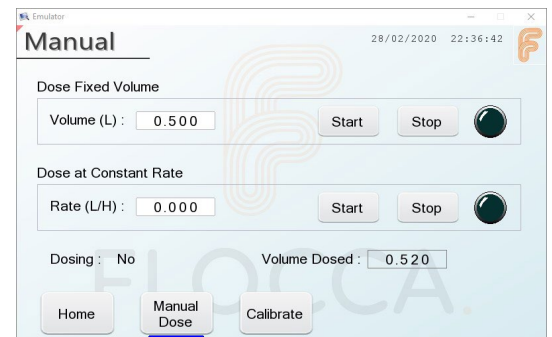 Emulator
Manual
28/02/2020 22:36:42
Dose Fixed Volume
Volume (L) : 0.500 Start Stop
Dose at Constant Rate
Rate (L/H) : 0.000 Start Stop
Dosing : No Volume Dosed : 0.520
FLOCCA.
Home
Manual
Dose
Calibrate